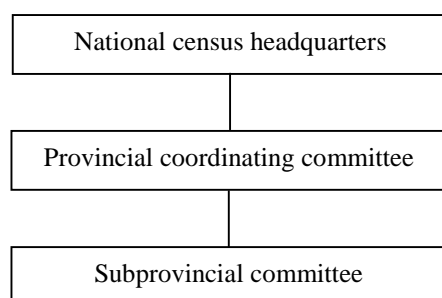 National census headquarters
Provincial coordinating committee
Subprovincial committee